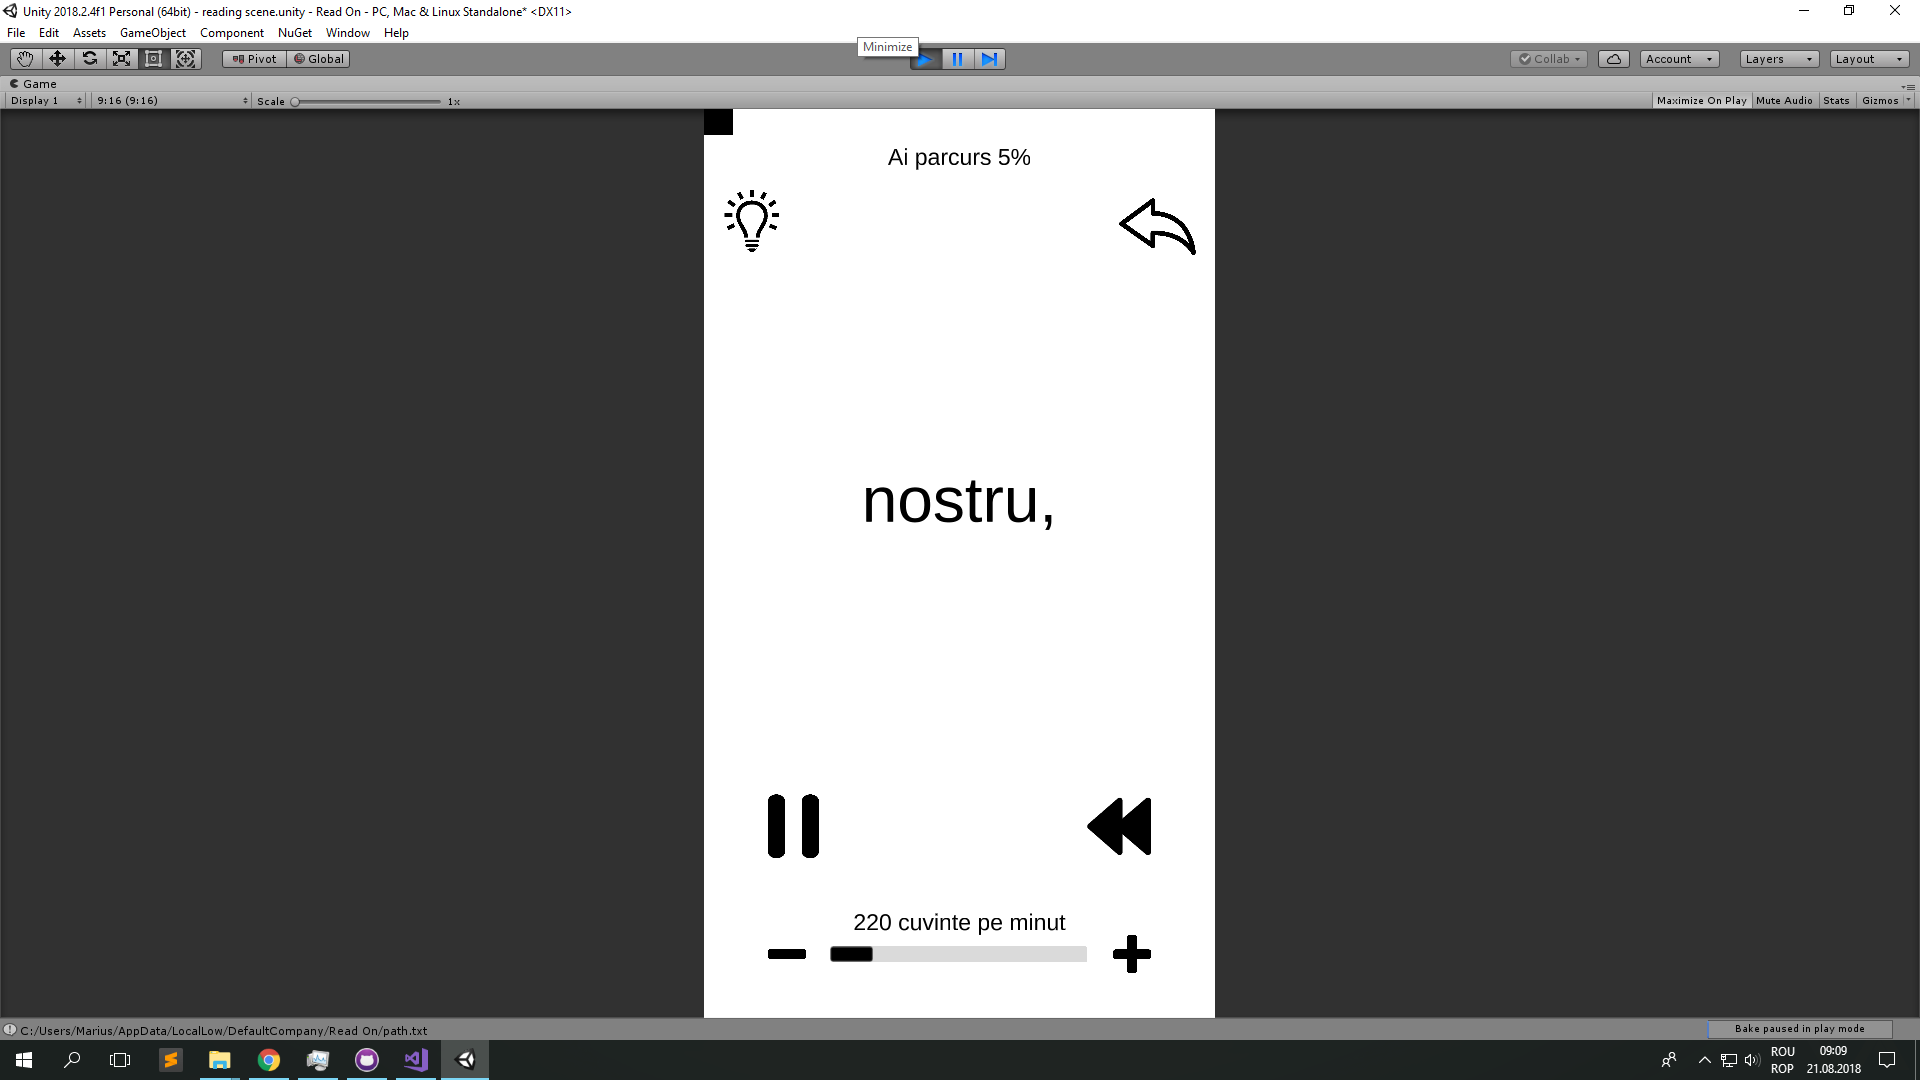 Unity 2018.2.4f1 Personal (64bit) - reading scene.unity - Read On - PC, Mac & Linux Standalone* <DX11>
File Edit Assets GameObject Component NuGet Window Help
Minimize
Pivot Global Collab Account Layers Layout
Game
Display 1 9:16 (9:16) Scale 1x Maximize On Play Mute Audio Stats Gizmos
Ai parcurs 5%
nostru,
220 cuvinte pe minut
C:/Users/Marius/AppData/LocalLow/DefaultCompany/Read On/path.txt
Bake paused in play mode
ROU 09:09
ROP 21.08.2018